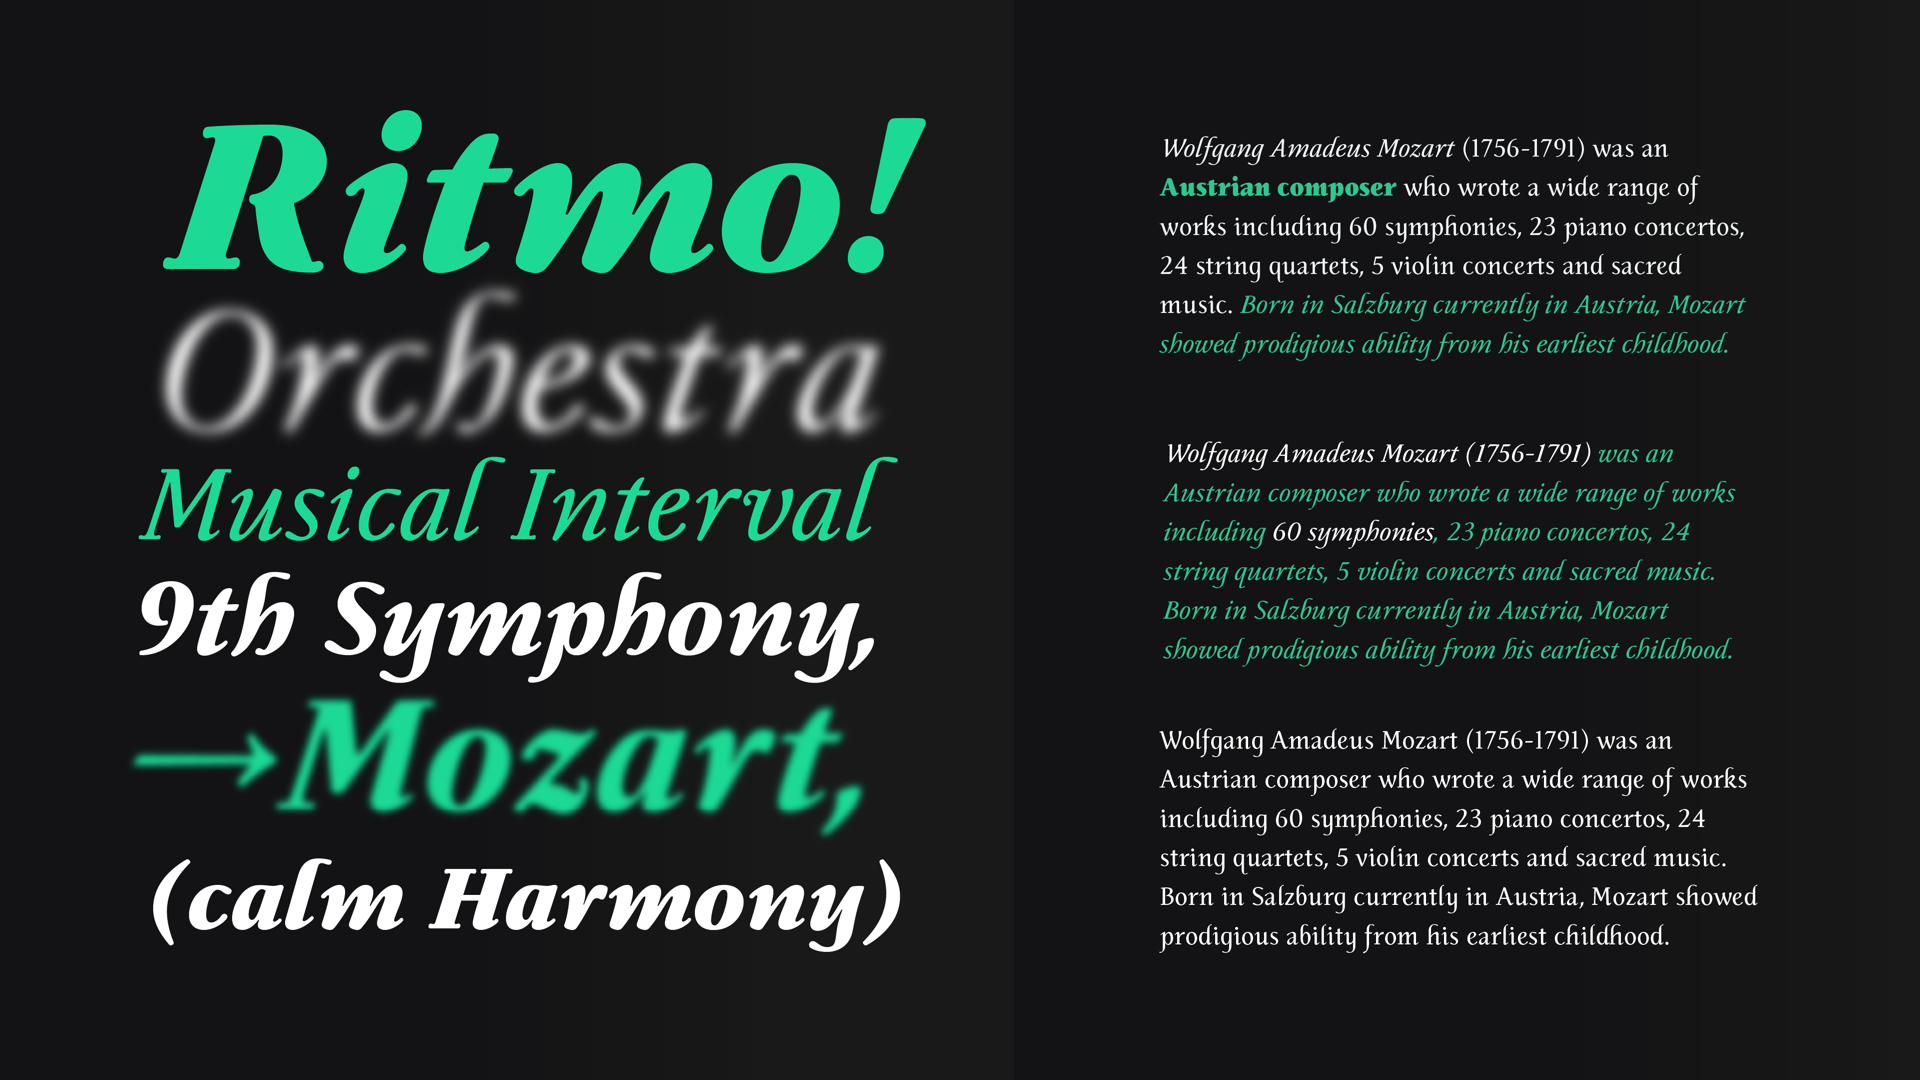 Ritmo!
Orchestra
Musical Interval
9th Symphony,
→Mozart,
(calm Harmony)
Wolfgang Amadeus Mozart (1756-1791) was an
Austrian composer who wrote a wide range of
works including 60 symphonies, 23 piano concertos,
24 string quartets, 5 violin concerts and sacred
music. Born in Salzburg currently in Austria, Mozart
showed prodigious ability from his earliest childhood.
Wolfgang Amadeus Mozart (1756-1791) was an
Austrian composer who wrote a wide range of works
including 60 symphonies, 23 piano concertos, 24
string quartets, 5 violin concerts and sacred music.
Born in Salzburg currently in Austria, Mozart
showed prodigious ability from his earliest childhood.
Wolfgang Amadeus Mozart (1756-1791) was an
Austrian composer who wrote a wide range of works
including 60 symphonies, 23 piano concertos, 24
string quartets, 5 violin concerts and sacred music.
Born in Salzburg currently in Austria, Mozart showed
prodigious ability from his earliest childhood.